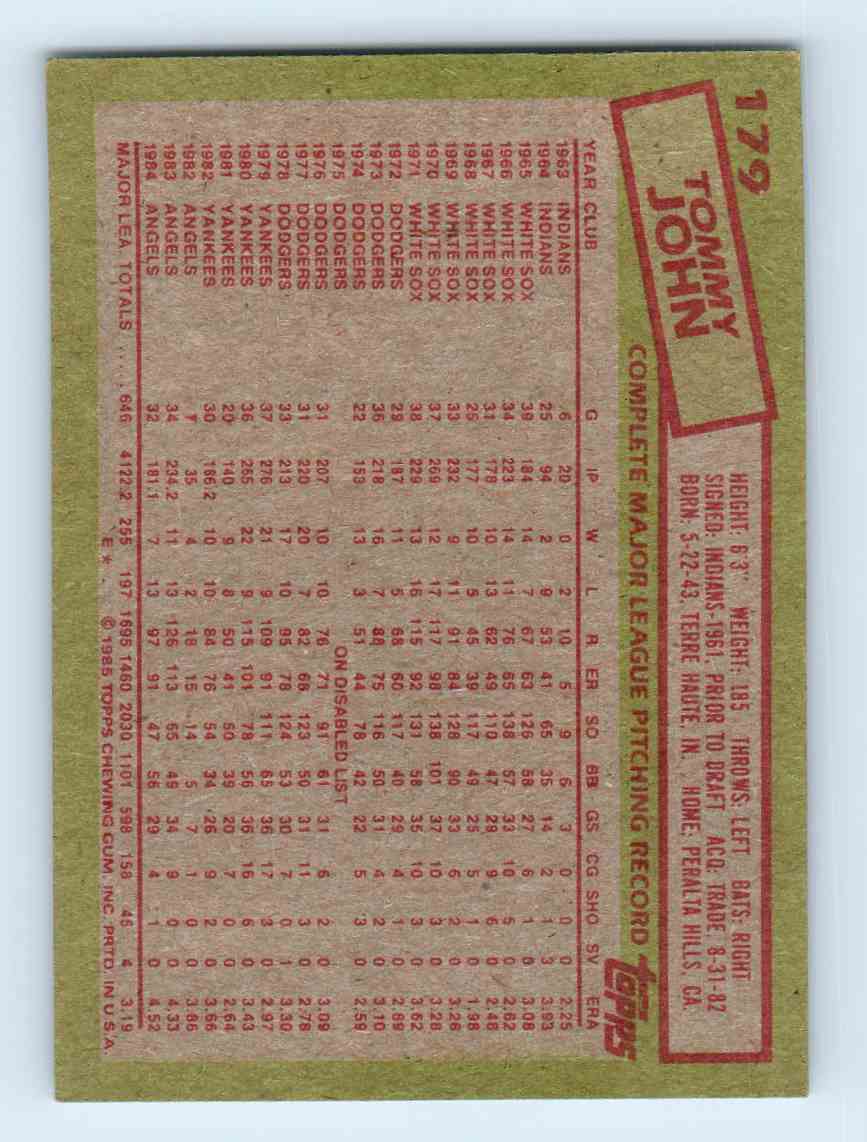 179
TOMMY
JOHN
HEIGHT: 6'3" WEIGHT: 185 THROWS: LEFT BATS: RIGHT
SIGNED: INDIANS-1961, PRIOR TO DRAFT ACQ: TRADE, 8-31-82
BORN: 5-22-43, TERRE HAUTE, IN. HOME: PERALTA HILLS, CA.
COMPLETE MAJOR LEAGUE PITCHING RECORD topps
YEAR CLUB G IP W L R ER SO BB GS CG SHO SV ERA
1963 INDIANS 6 20 0 2 10 5 9 6 3 0 0 0 2.25
1964 INDIANS 25 94 2 9 53 41 65 35 14 2 1 0 3.93
1965 WHITE SOX 39 184 14 7 67 63 126 58 27 6 1 3 3.08
1966 WHITE SOX 34 223 14 11 76 65 138 57 33 10 5 0 2.62
1967 WHITE SOX 31 178 10 13 62 49 110 47 29 9 6 0 2.48
1968 WHITE SOX 25 177 10 5 45 39 117 49 25 5 1 0 1.98
1969 WHITE SOX 33 232 9 11 91 84 128 90 33 6 2 0 3.26
1970 WHITE SOX 37 269 12 17 117 98 138 101 37 10 3 0 3.28
1971 WHITE SOX 38 229 13 16 115 92 131 58 35 10 3 0 3.62
1972 DODGERS 29 187 11 5 68 60 117 40 29 4 1 0 2.89
1973 DODGERS 36 218 16 7 88 75 116 50 31 4 2 0 3.10
1974 DODGERS 22 153 13 3 51 44 78 42 22 5 3 0 2.59
1975 DODGERS ON DISABLED LIST
1976 DODGERS 31 207 10 10 76 71 91 61 31 6 2 0 3.09
1977 DODGERS 31 220 20 7 82 68 123 50 31 11 3 0 2.78
1978 DODGERS 33 213 17 10 95 78 124 53 30 7 0 1 3.30
1979 YANKEES 37 276 21 9 109 91 111 65 36 17 3 0 2.97
1980 YANKEES 36 265 22 9 115 101 78 56 36 16 6 0 3.43
1981 YANKEES 20 140 9 8 50 41 50 39 20 7 0 0 2.64
1982 YANKEES 30 186.2 10 10 84 76 54 34 26 9 2 0 3.66
1982 ANGELS 7 35 4 2 18 15 14 5 7 1 0 0 3.86
1983 ANGELS 34 234.2 11 13 126 113 65 49 34 9 0 0 4.33
1984 ANGELS 32 181.1 7 13 97 91 47 56 29 4 1 0 4.52
MAJOR LEA. TOTALS ..... 646 4122.2 255 197 1695 1460 2030 1101 598 158 45 4 3.19
E* © 1985 TOPPS CHEWING GUM, INC. PRTD. IN U.S.A.